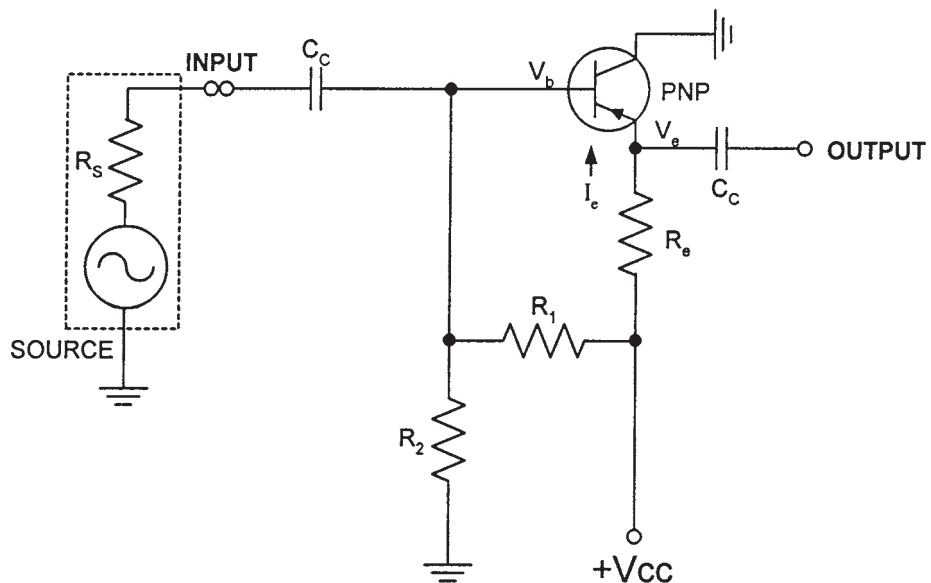 INPUT
C_C
V_b
PNP
R_S
V_e
OUTPUT
I_e
C_C
R_e
R_1
SOURCE
R_2
+VCC